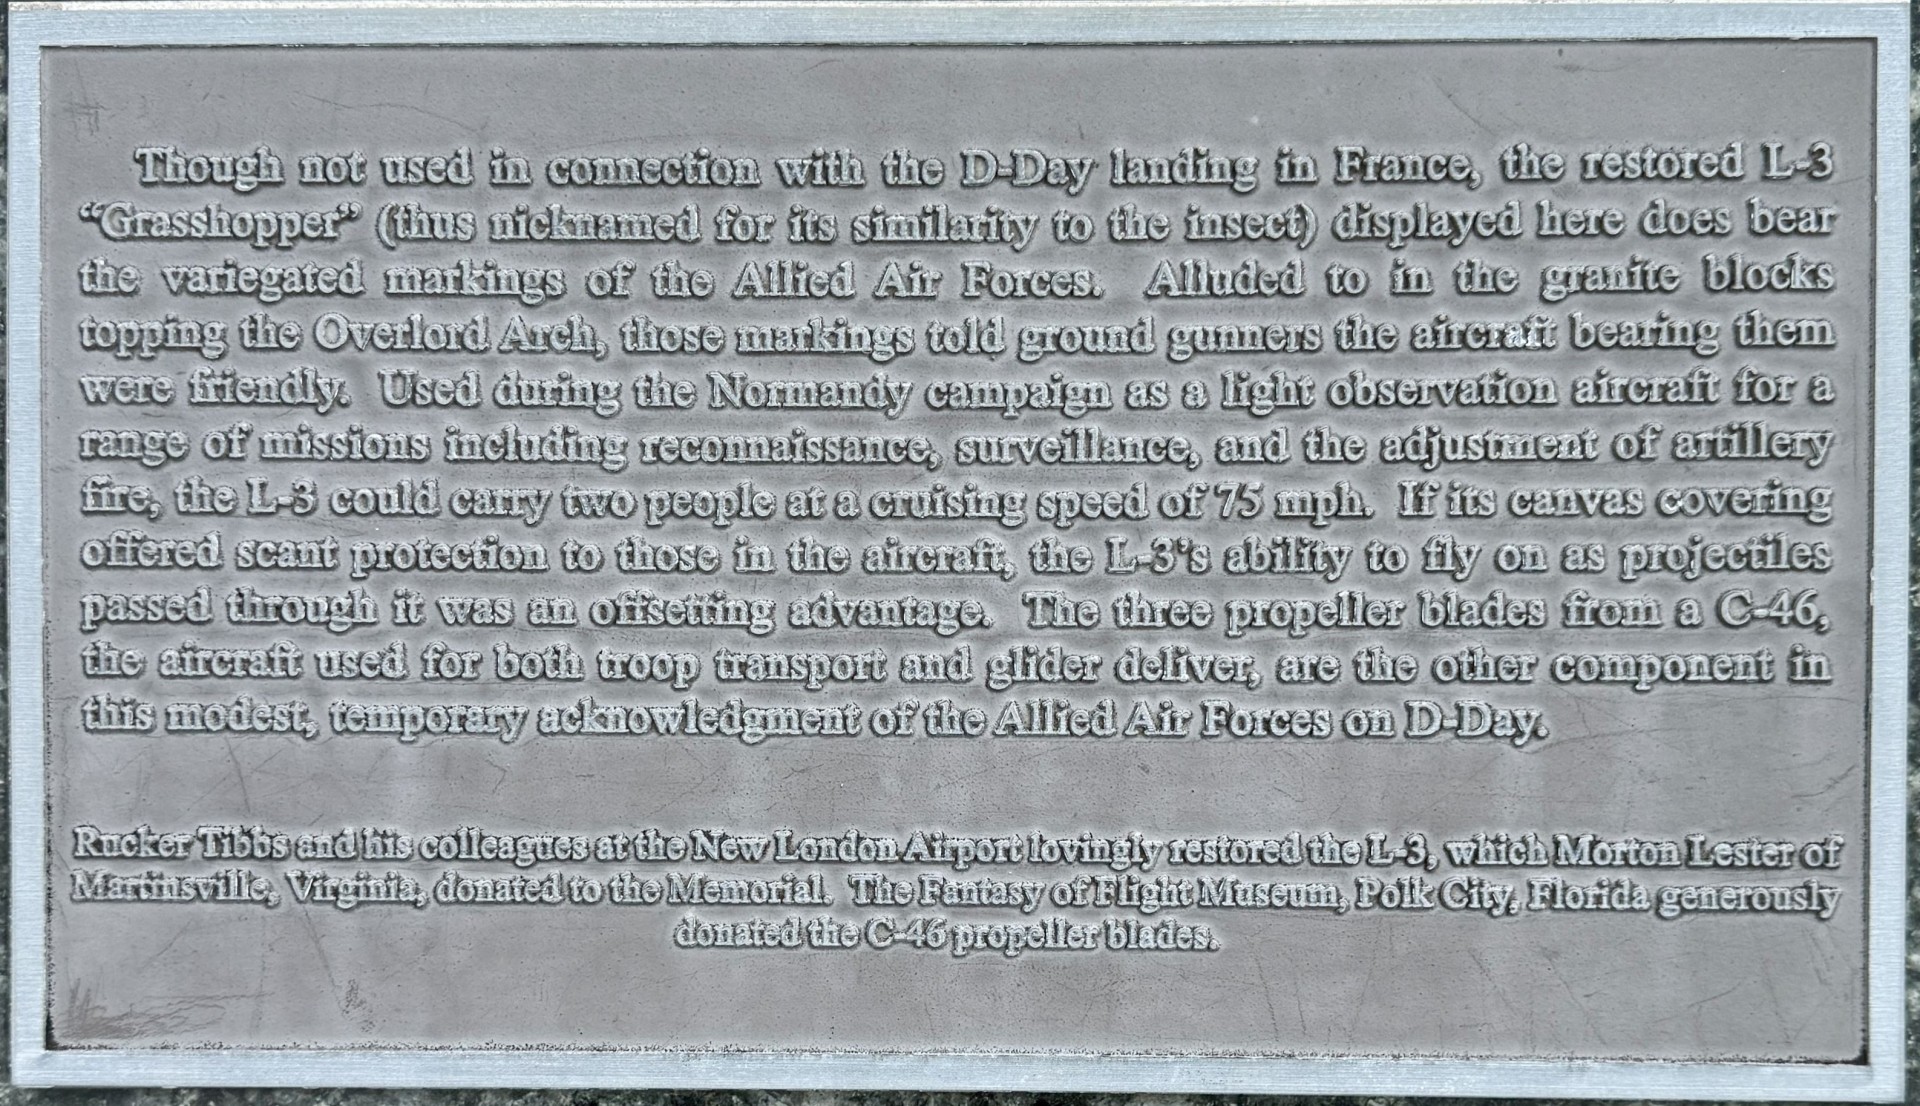 Though not used in connection with the D-Day landing in France, the restored L-3
“Grasshopper” (thus nicknamed for its similarity to the insect) displayed here does bear
the variegated markings of the Allied Air Forces. Alluded to in the granite blocks
topping the Overlord Arch, those markings told ground gunners the aircraft bearing them
were friendly. Used during the Normandy campaign as a light observation aircraft for a
range of missions including reconnaissance, surveillance, and the adjustment of artillery
fire, the L-3 could carry two people at a cruising speed of 75 mph. If its canvas covering
offered scant protection to those in the aircraft, the L-3‘s ability to fly on as projectiles
passed through it was an offsetting advantage. The three propeller blades from a C-46,
the aircraft used for both troop transport and glider deliver, are the other component in
this modest, temporary acknowledgment of the Allied Air Forces on D-Day.
Rucker Tibbs and his colleagues at the New London Airport lovingly restored the L-3, which Morton Lester of
Martinsville, Virginia, donated to the Memorial. The Fantasy of Flight Museum, Polk City, Florida generously
donated the C-46 propeller blades.